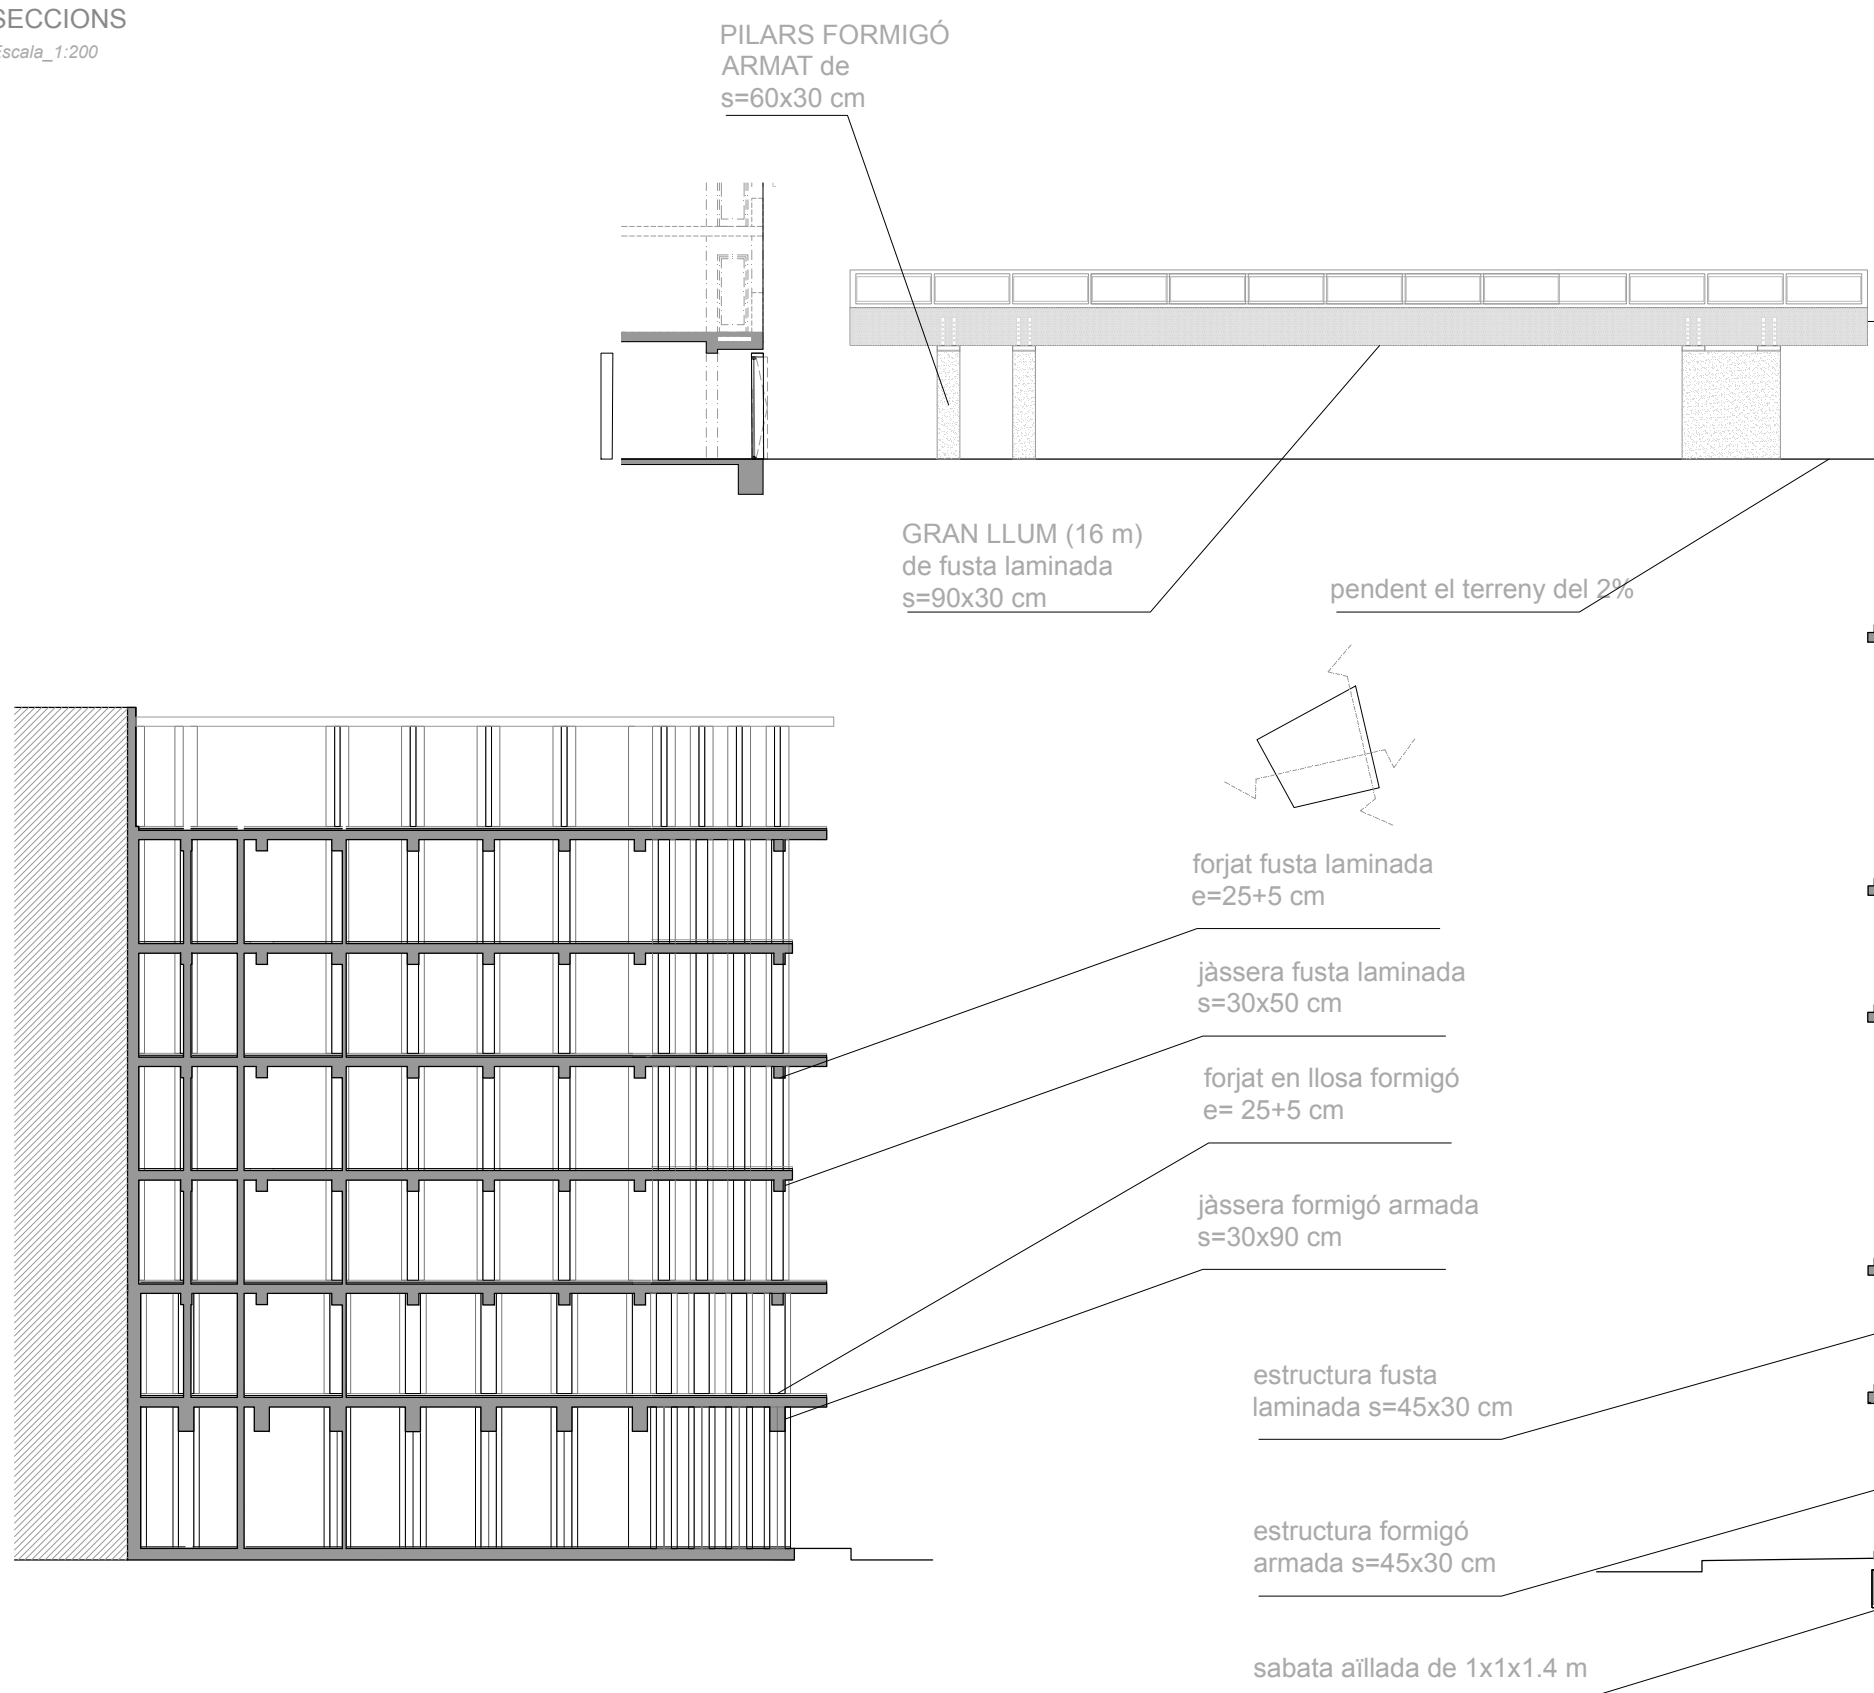 SECCIONS
Escala_1:200
PILARS FORMIGÓ
ARMAT de
s=60x30 cm
GRAN LLUM (16 m)
de fusta laminada
s=90x30 cm
pendent el terreny del 2%
forjat fusta laminada
e=25+5 cm
jàssera fusta laminada
s=30x50 cm
forjat en llosa formigó
e= 25+5 cm
jàssera formigó armada
s=30x90 cm
estructura fusta
laminada s=45x30 cm
estructura formigó
armada s=45x30 cm
sabata aïllada de 1x1x1.4 m